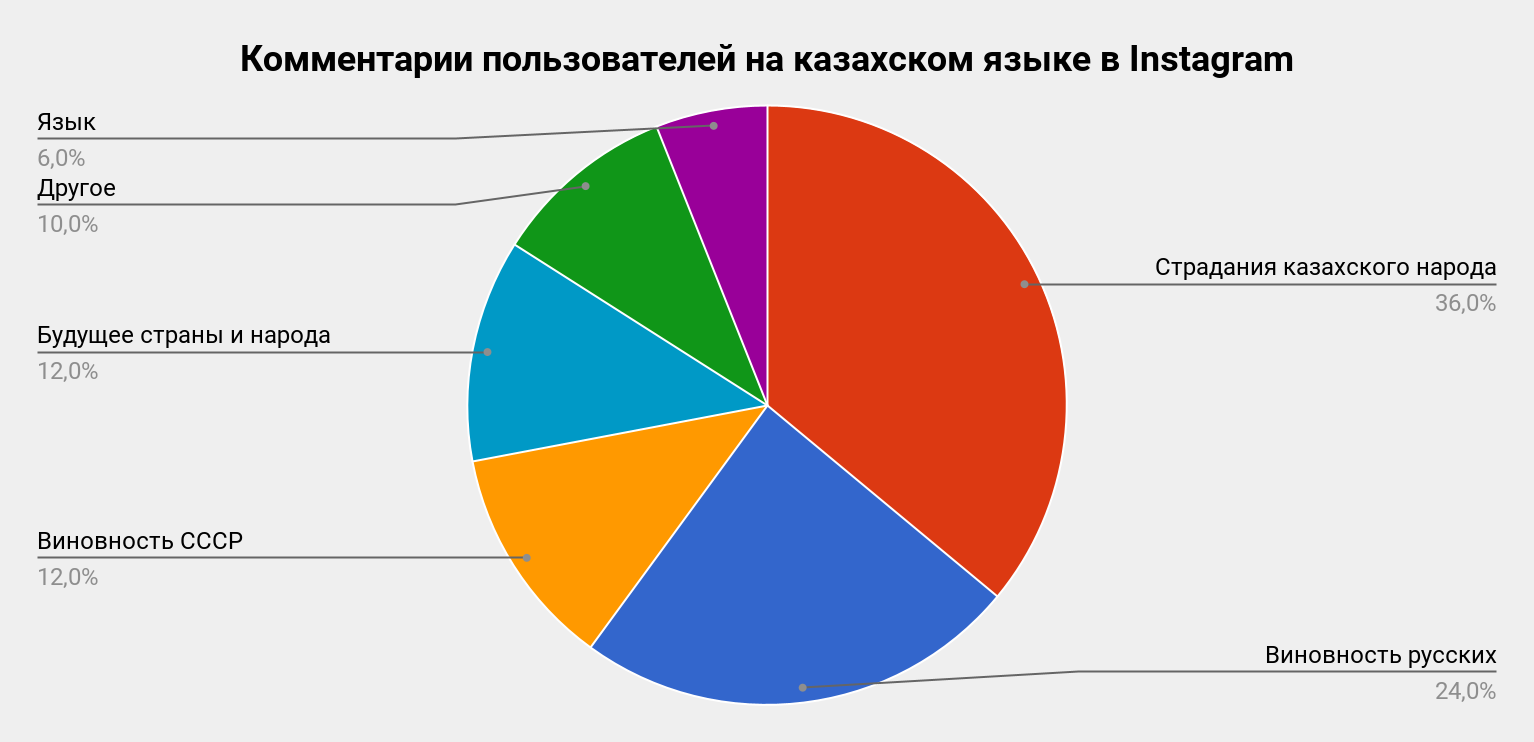 Комментарии пользователей на казахском языке в Instagram
Язык
6,0%
Другое
10,0%
Будущее страны и народа
12,0%
Виновность СССР
12,0%
Страдания казахского народа
36,0%
Виновность русских
24,0%